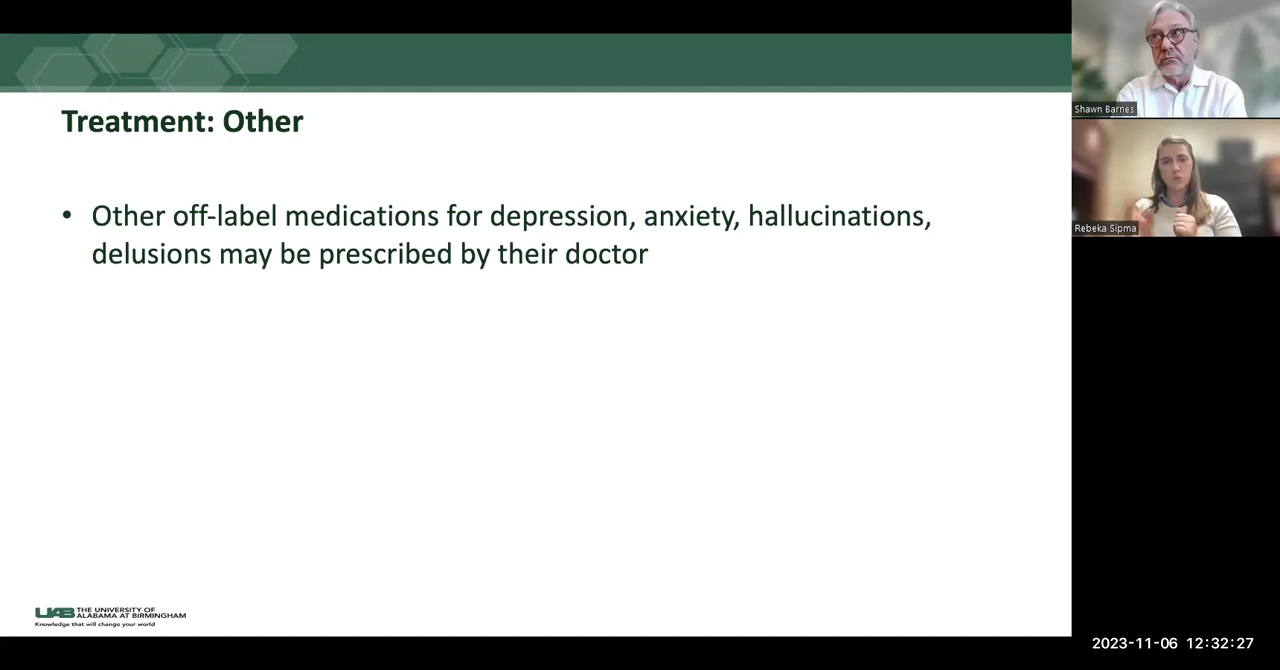 Treatment: Other
• Other off-label medications for depression, anxiety, hallucinations,
delusions may be prescribed by their doctor
UAB THE UNIVERSITY OF
ALABAMA AT BIRMINGHAM
Knowledge that will change your world
Shawn Barnes
Rebeka Sipma
2023-11-06 12:32:27